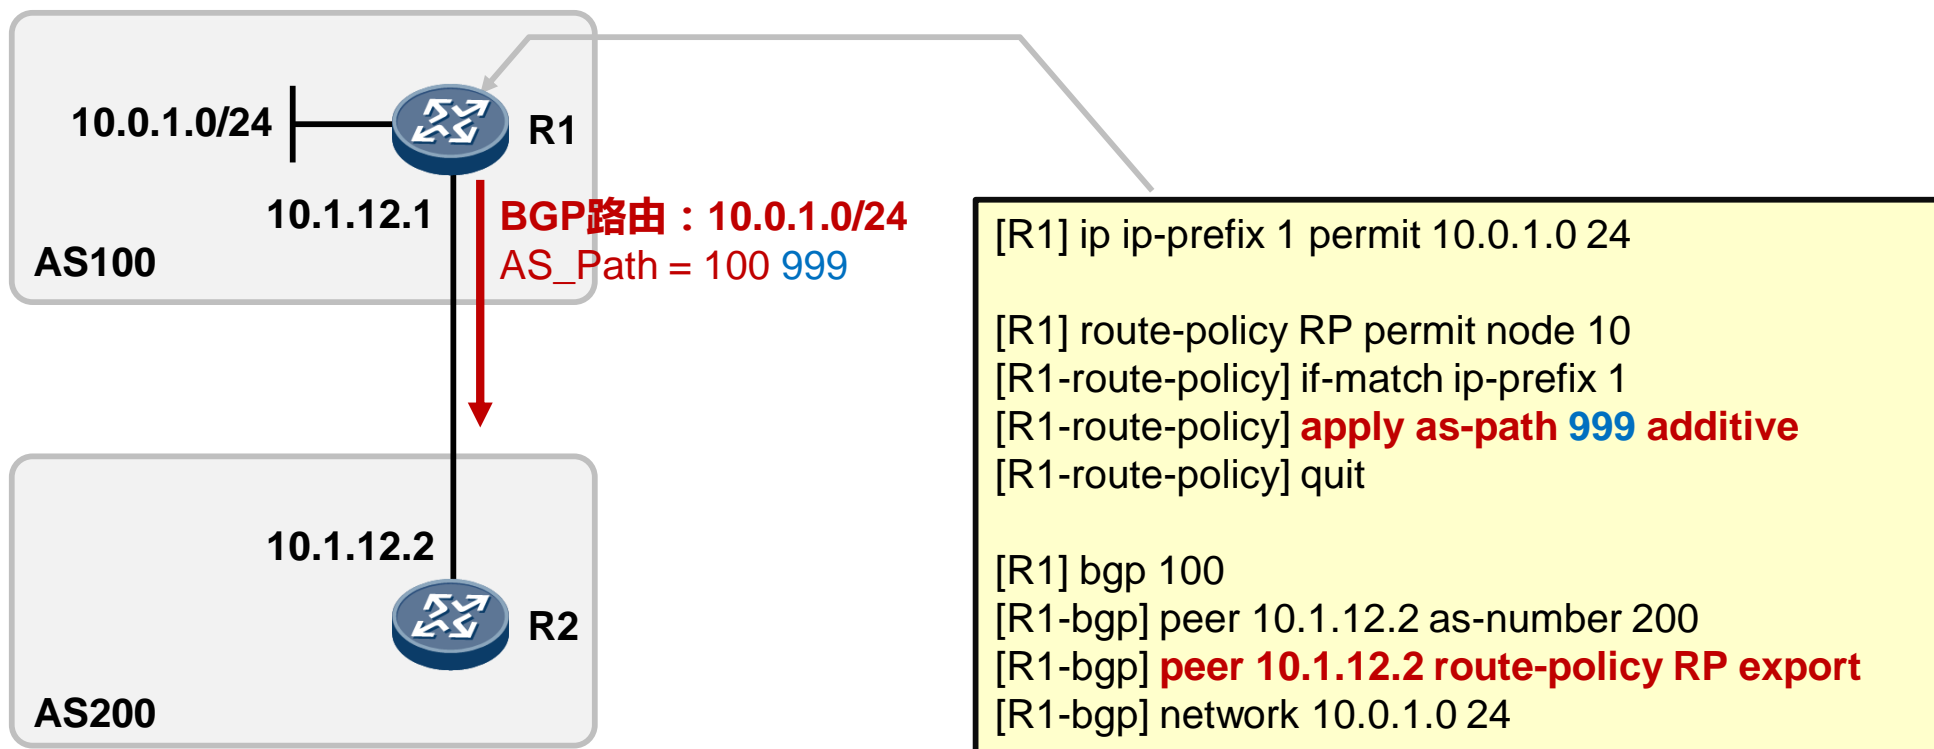 10.0.1.0/24
R1
10.1.12.1
AS100
BGP路由：10.0.1.0/24
AS_Path = 100 999
10.1.12.2
R2
AS200
[R1] ip ip-prefix 1 permit 10.0.1.0 24
[R1] route-policy RP permit node 10
[R1-route-policy] if-match ip-prefix 1
[R1-route-policy] apply as-path 999 additive
[R1-route-policy] quit
[R1] bgp 100
[R1-bgp] peer 10.1.12.2 as-number 200
[R1-bgp] peer 10.1.12.2 route-policy RP export
[R1-bgp] network 10.0.1.0 24